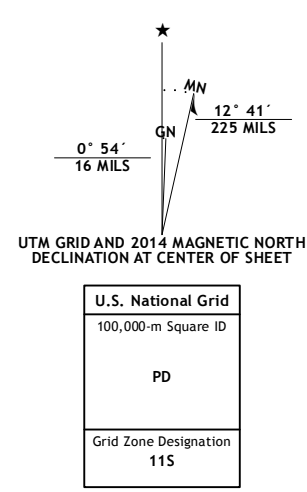 ★
MN
GN
12° 41´
225 MILS
0° 54´
16 MILS
UTM GRID AND 2014 MAGNETIC NORTH
DECLINATION AT CENTER OF SHEET
U.S. National Grid
100,000-m Square ID
PD
Grid Zone Designation
11S